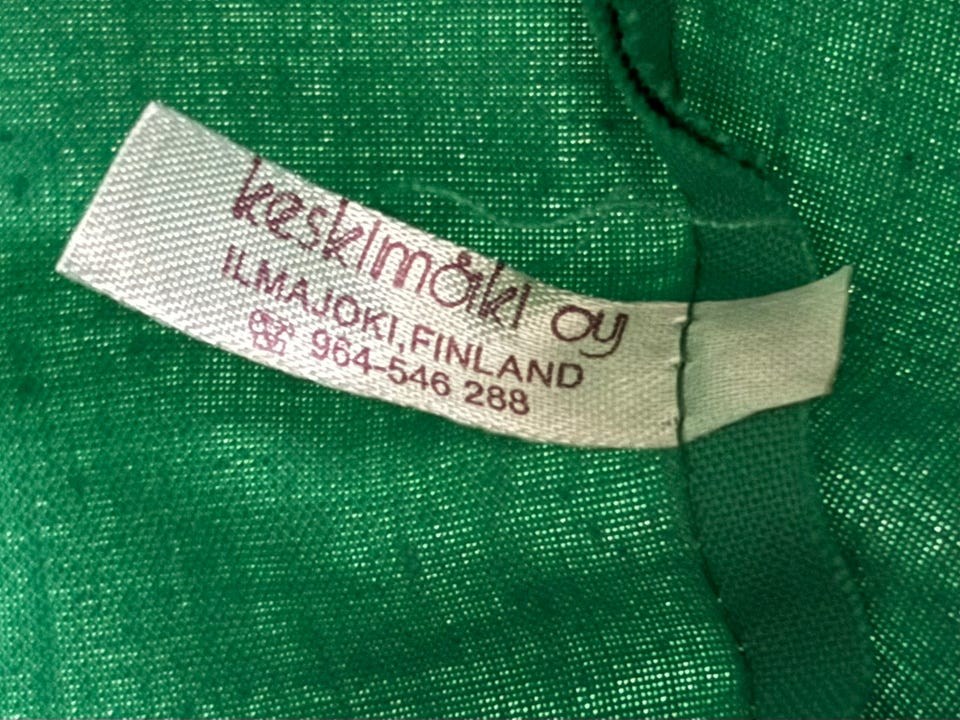 keskimäki oy
ILMAJOKI, FINLAND
☎ 964-546 288